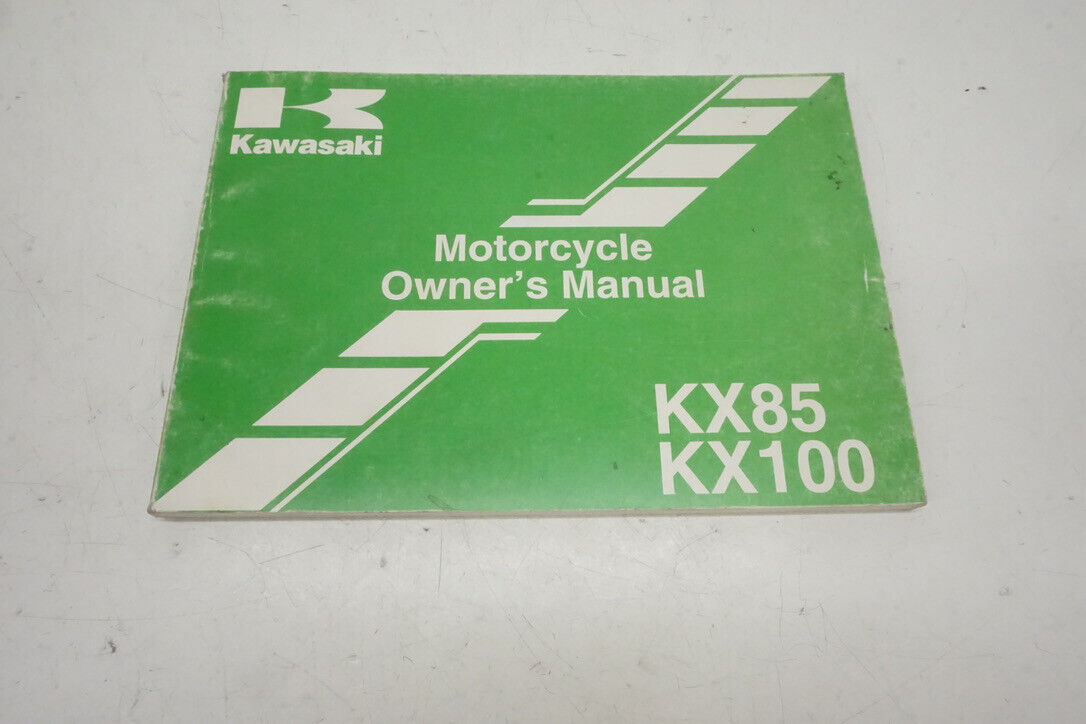 Kawasaki
Motorcycle
Owner's Manual
KX85
KX100